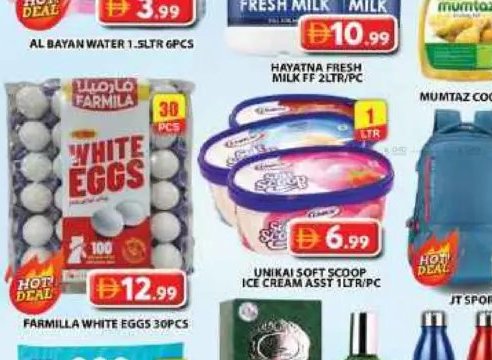 HOT! DEAL
3.99
AL BAYAN WATER 1.5LTR 6PCS
FRESH MILK
MILK
10.99
HAYATNA FRESH
MILK FF 2LTR/PC
mumtaz
MUMTAZ COO
فارميلا
FARMILA
30
PCS
WHITE
EGGS
100
HOT!
DEAL
12.99
FARMILLA WHITE EGGS 30PCS
1
LTR
6.99
UNIKAI SOFT SCOOP
ICE CREAM ASST 1LTR/PC
HOT!
DEAL
JT SPOR